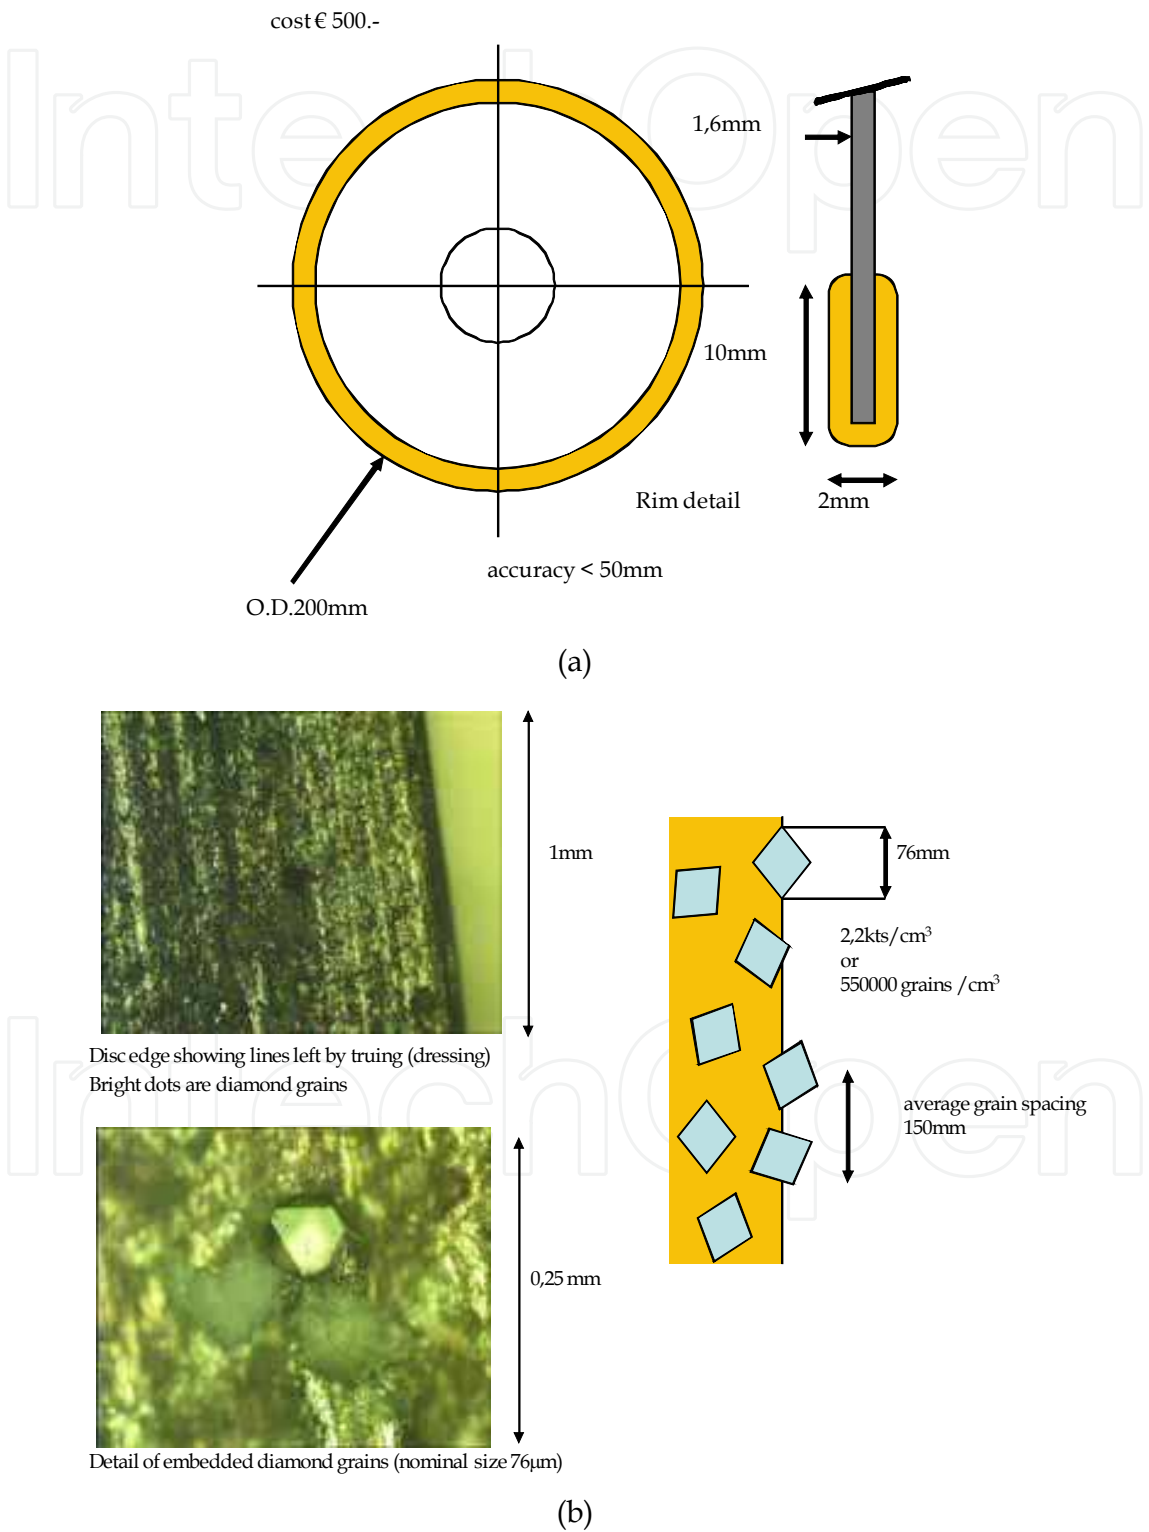 cost € 500.-
1,6mm
10mm
Rim detail
2mm
accuracy < 50mm
O.D.200mm
(a)
1mm
76mm
2,2kts/cm³
or
550000 grains /cm³
Disc edge showing lines left by truing (dressing)
Bright dots are diamond grains
average grain spacing
150mm
0,25 mm
Detail of embedded diamond grains (nominal size 76µm)
(b)
IntechOpen
IntechOpen